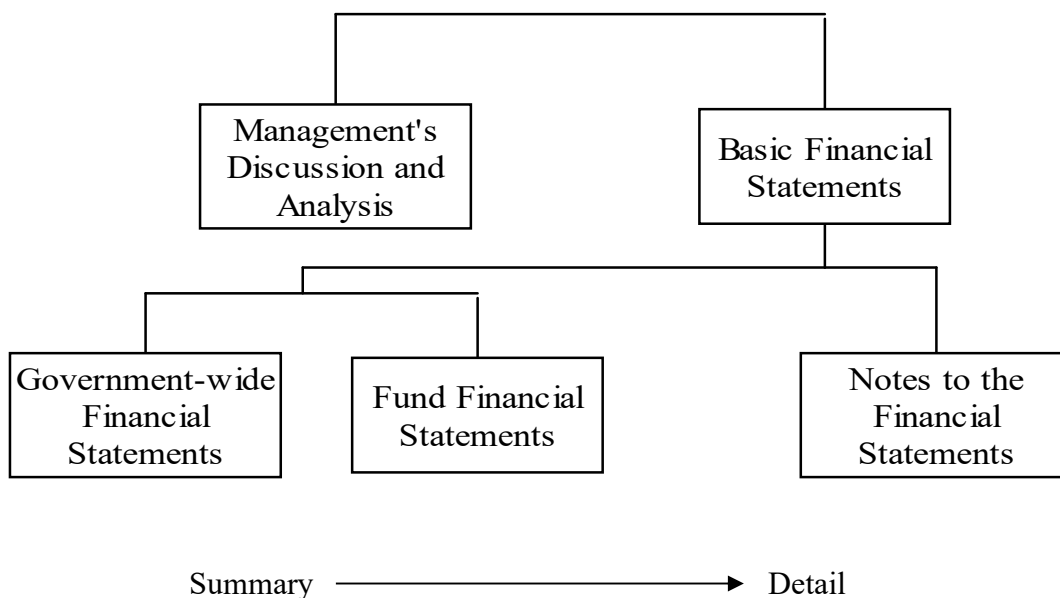 Management's
Discussion and
Analysis
Basic Financial
Statements
Government-wide
Financial
Statements
Fund Financial
Statements
Notes to the
Financial
Statements
Summary
Detail